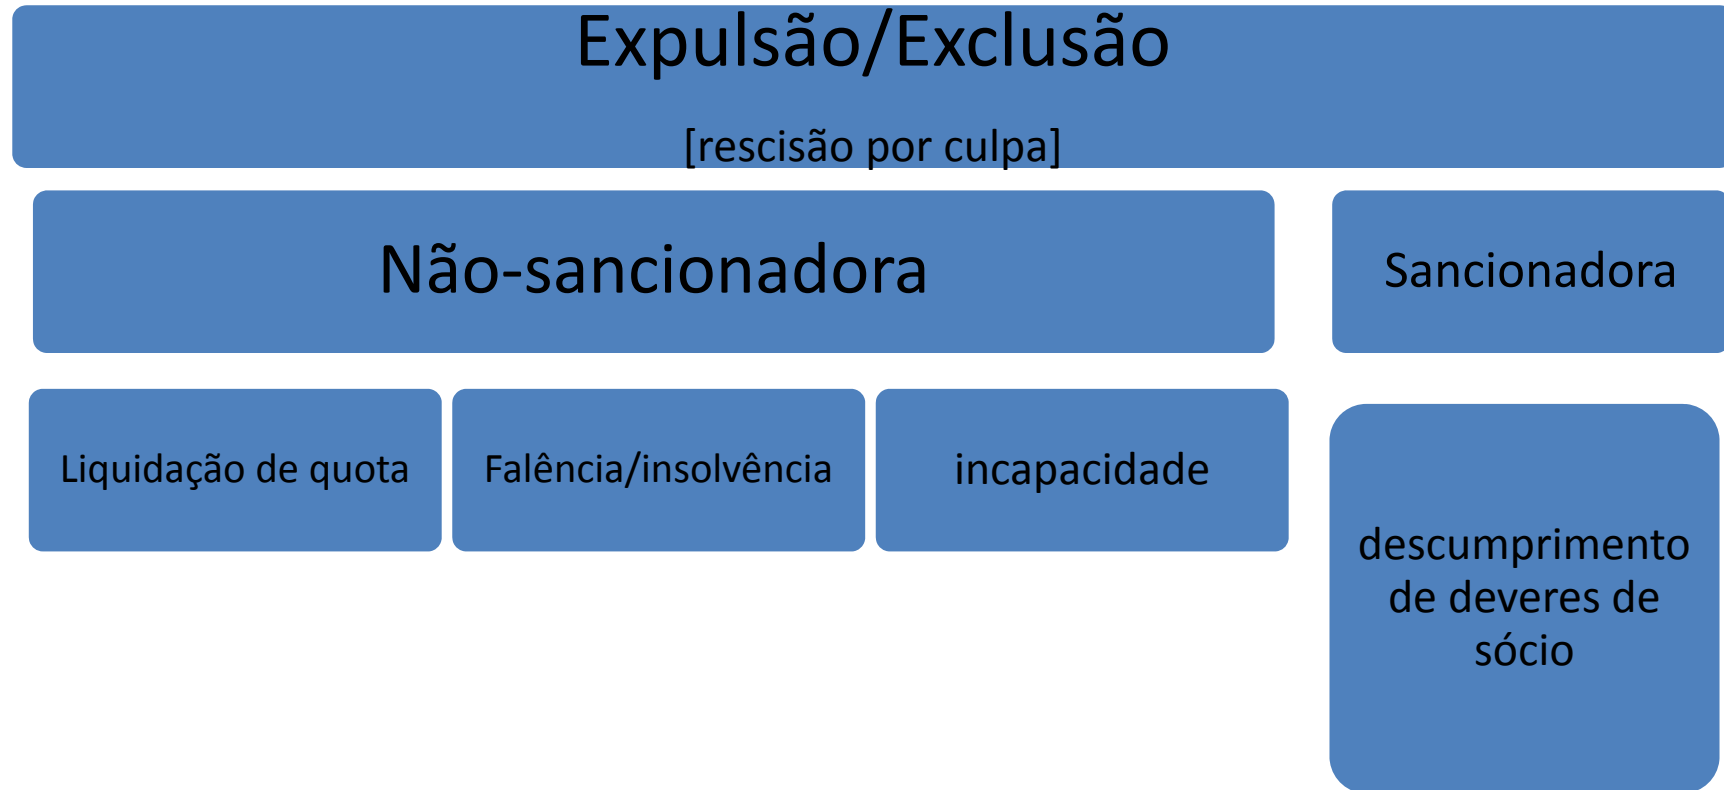 Expulsão/Exclusão
[rescisão por culpa]
Não-sancionadora
Sancionadora
Liquidação de quota
Falência/insolvência
incapacidade
descumprimento
de deveres de
sócio